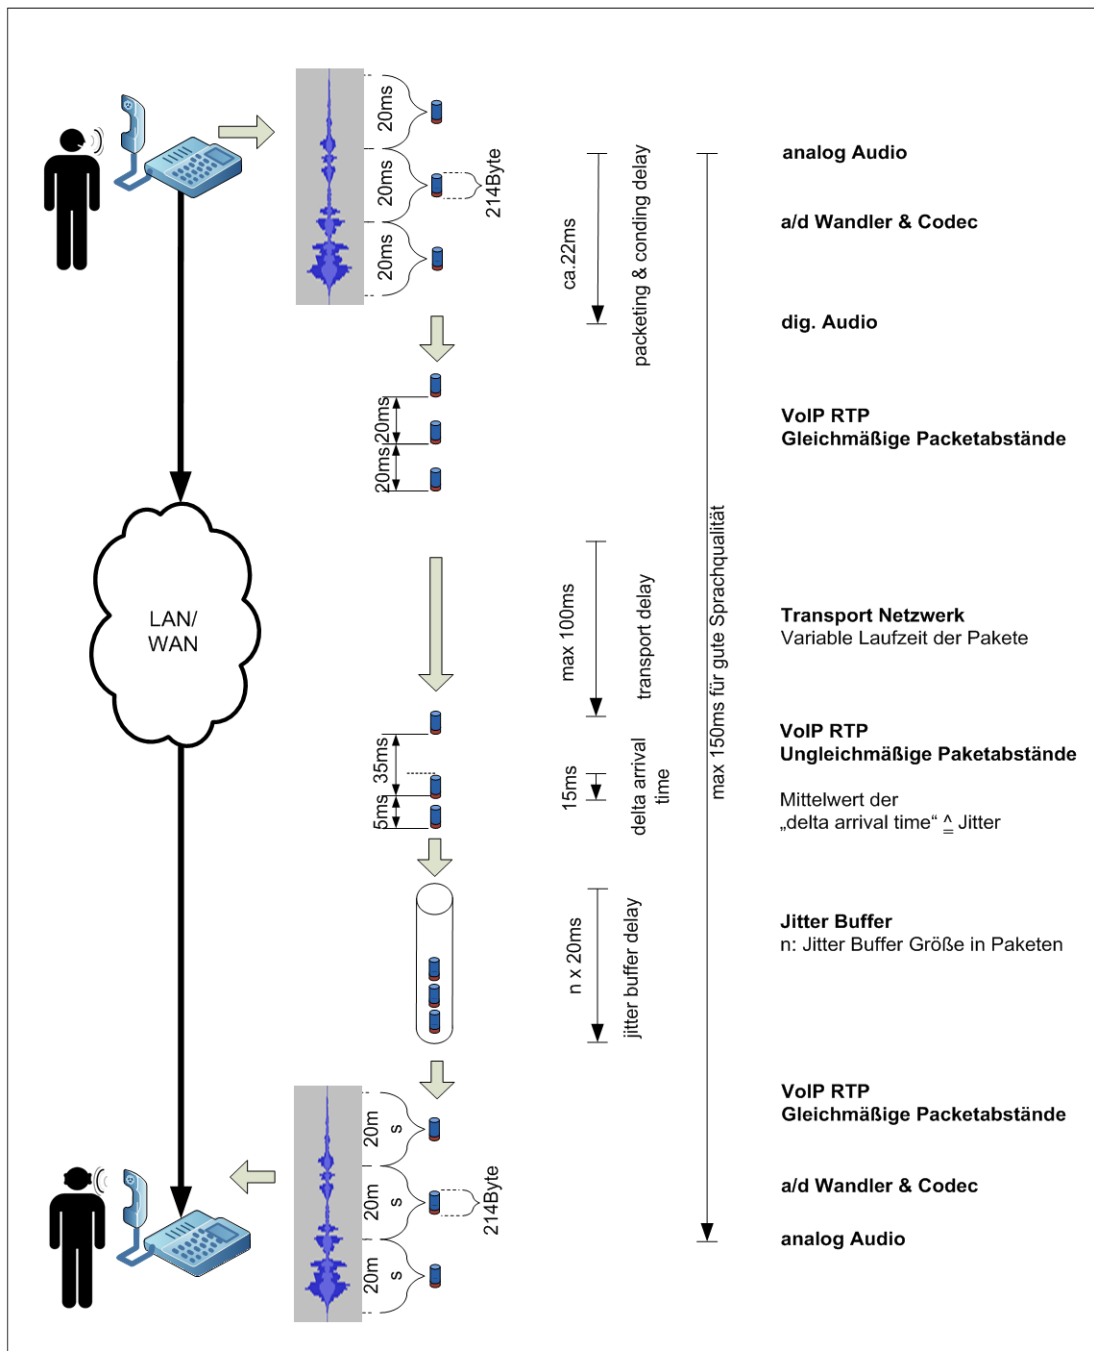 20ms
20ms
20ms
214Byte
ca.22ms
packeting & conding delay
analog Audio
a/d Wandler & Codec
dig. Audio
20ms
20ms
VoIP RTP
Gleichmäßige Packetabstände
LAN/
WAN
max 100ms
transport delay
max 150ms für gute Sprachqualität
Transport Netzwerk
Variable Laufzeit der Pakete
35ms
5ms
15ms
delta arrival
time
VoIP RTP
Ungleichmäßige Paketabstände
Mittelwert der
„delta arrival time“ ≙ Jitter
n x 20ms
jitter buffer delay
Jitter Buffer
n: Jitter Buffer Größe in Paketen
20m
s
20m
s
20m
s
214Byte
VoIP RTP
Gleichmäßige Packetabstände
a/d Wandler & Codec
analog Audio